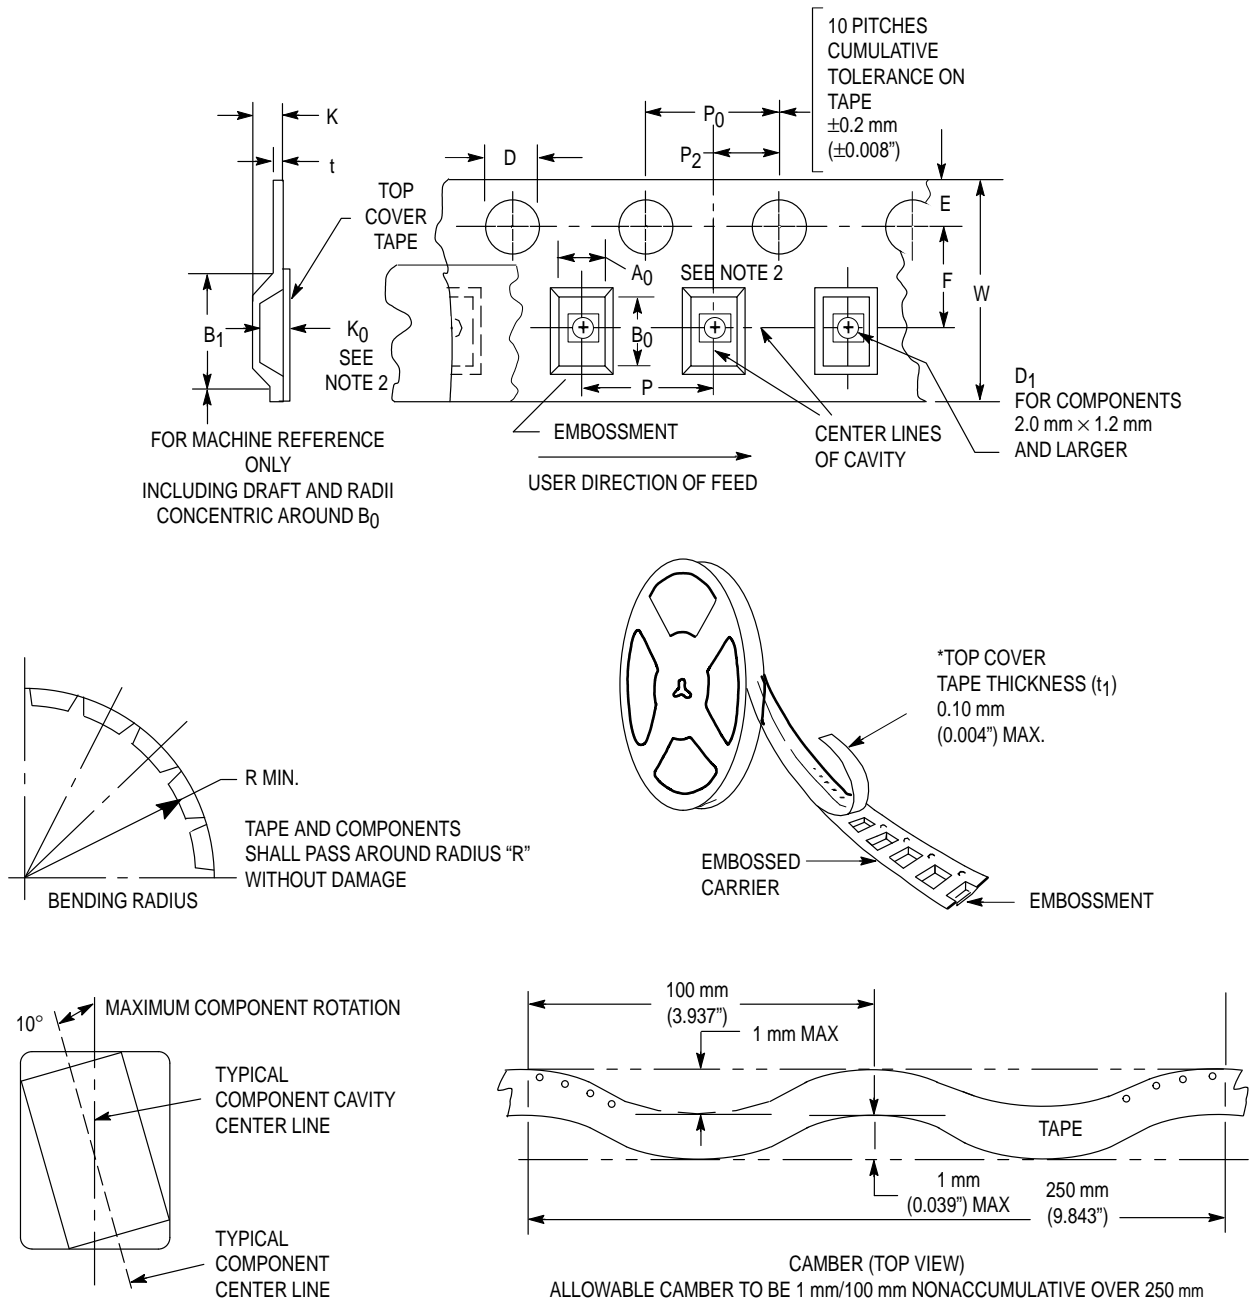 10 PITCHES
CUMULATIVE
TOLERANCE ON
TAPE
±0.2 mm
(±0.008”)
K
t
D
P0
P2
E
TOP
COVER
TAPE
A0
SEE NOTE 2
F
W
B1
K0
SEE
NOTE 2
B0
P
D1
FOR COMPONENTS
2.0 mm × 1.2 mm
AND LARGER
FOR MACHINE REFERENCE
ONLY
INCLUDING DRAFT AND RADII
CONCENTRIC AROUND B0
EMBOSSMENT
CENTER LINES
OF CAVITY
USER DIRECTION OF FEED
*TOP COVER
TAPE THICKNESS (t1)
0.10 mm
(0.004”) MAX.
R MIN.
TAPE AND COMPONENTS
SHALL PASS AROUND RADIUS “R”
WITHOUT DAMAGE
BENDING RADIUS
EMBOSSED
CARRIER
EMBOSSMENT
10°
MAXIMUM COMPONENT ROTATION
TYPICAL
COMPONENT CAVITY
CENTER LINE
TYPICAL
COMPONENT
CENTER LINE
100 mm
(3.937”)
1 mm MAX
TAPE
1 mm
(0.039”) MAX
250 mm
(9.843”)
CAMBER (TOP VIEW)
ALLOWABLE CAMBER TO BE 1 mm/100 mm NONACCUMULATIVE OVER 250 mm